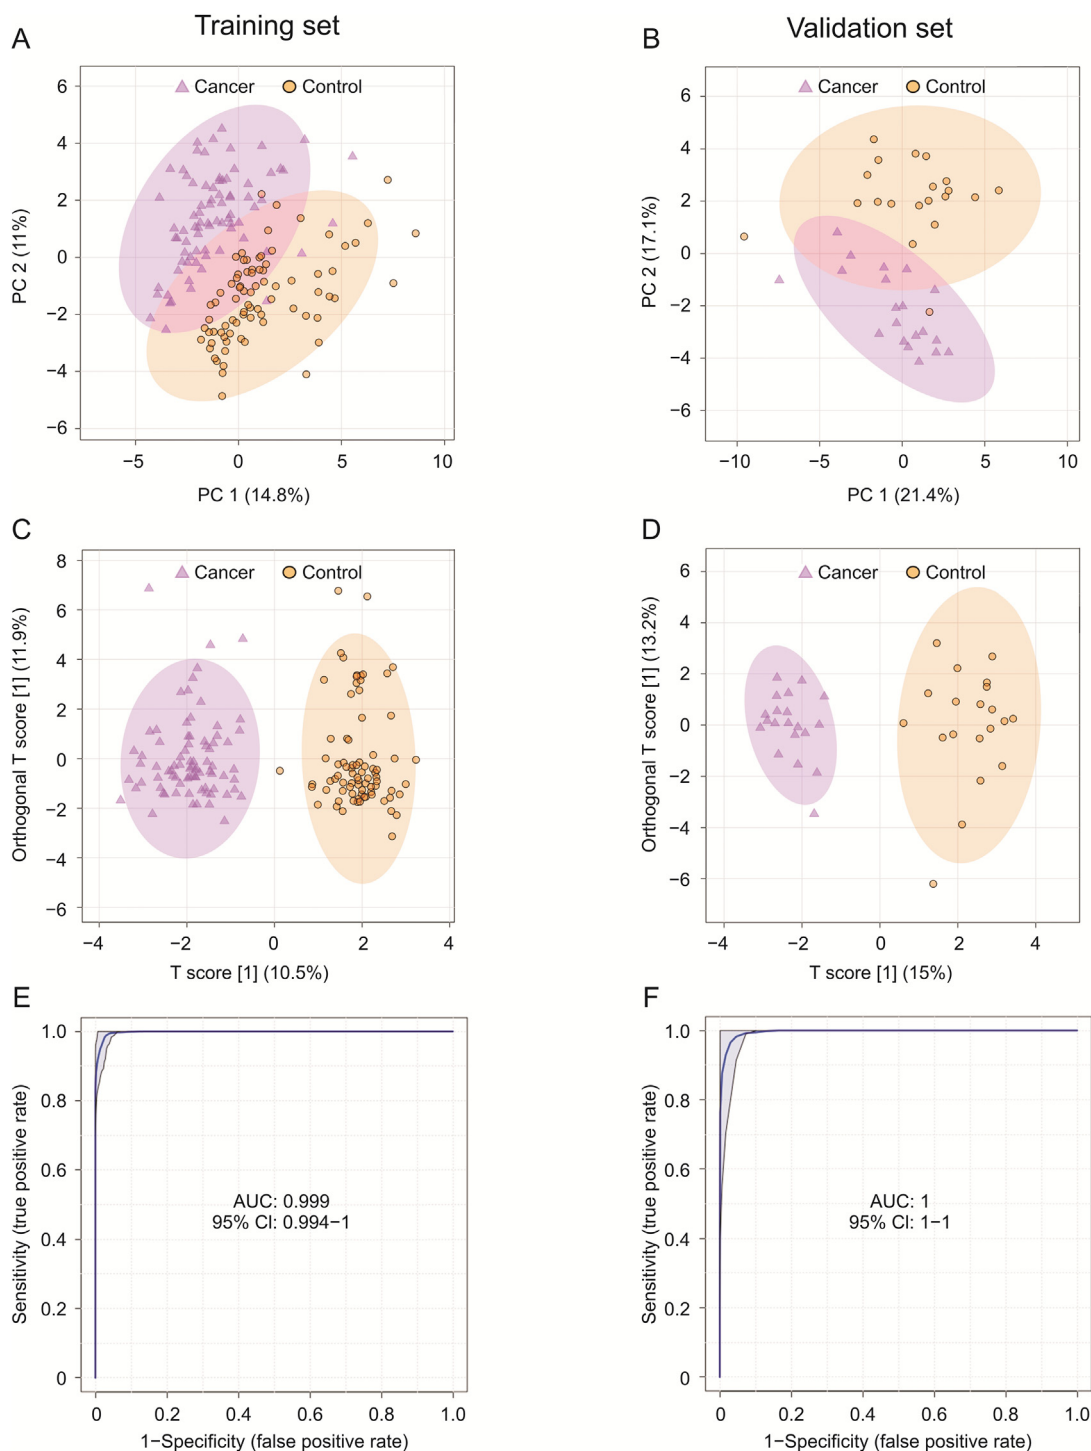 Training set
Validation set
A
B
Cancer
Control
Cancer
Control
6
4
2
0
−2
−4
−6
PC 2 (11%)
−5
0
5
10
PC 1 (14.8%)
6
4
2
0
−2
−4
−6
PC 2 (17.1%)
−10
−5
0
5
10
PC 1 (21.4%)
C
D
Cancer
Control
Cancer
Control
8
6
4
2
0
−2
−4
−6
Orthogonal T score [1] (11.9%)
−4
−2
0
2
4
T score [1] (10.5%)
6
4
2
0
−2
−4
−6
Orthogonal T score [1] (13.2%)
−4
−2
0
2
4
T score [1] (15%)
E
F
1.0
0.8
0.6
0.4
0.2
0
Sensitivity (true positive rate)
AUC: 0.999
95% CI: 0.994−1
0
0.2
0.4
0.6
0.8
1.0
1−Specificity (false positive rate)
1.0
0.8
0.6
0.4
0.2
0
Sensitivity (true positive rate)
AUC: 1
95% CI: 1−1
0
0.2
0.4
0.6
0.8
1.0
1−Specificity (false positive rate)